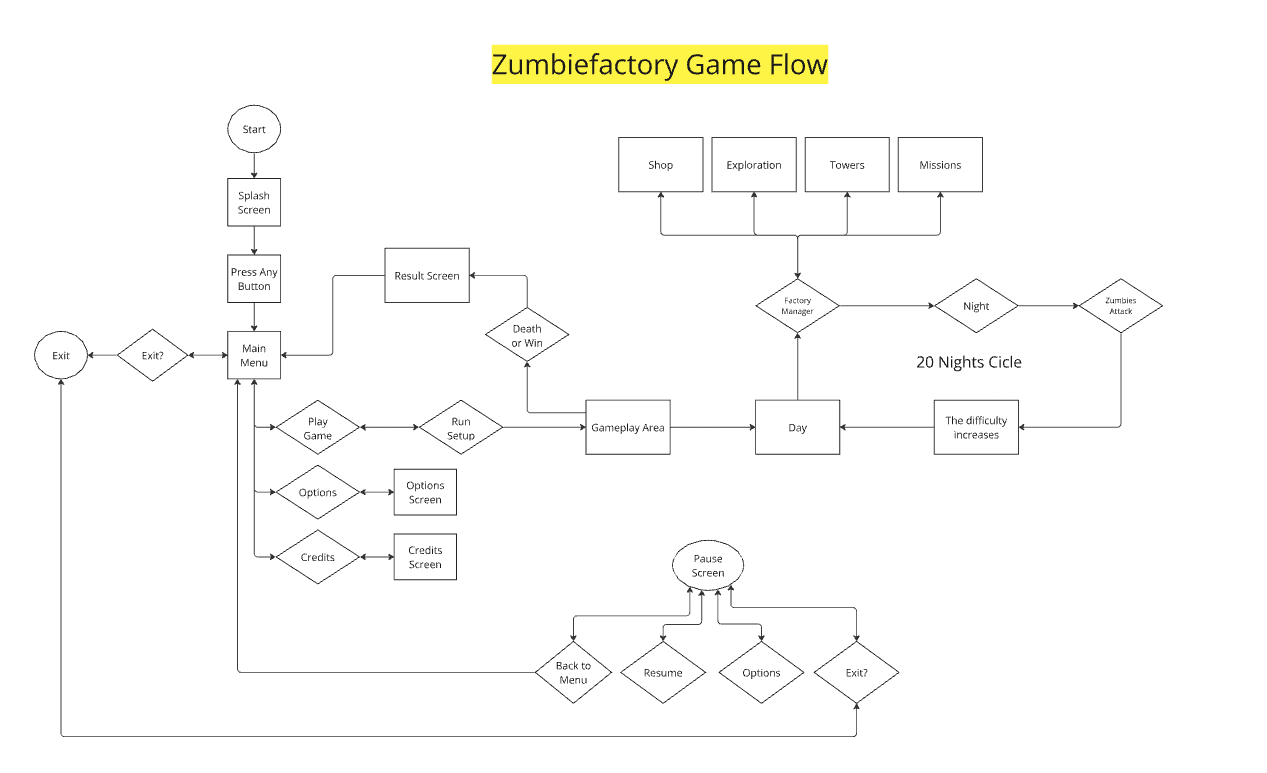 Zumbiefactory Game Flow
Start
Splash
Screen
Press Any
Button
Main
Menu
Exit?
Exit
Result Screen
Death
or Win
Play
Game
Run
Setup
Options
Options
Screen
Credits
Credits
Screen
Gameplay Area
Shop
Exploration
Towers
Missions
Factory
Manager
Night
Zumbies
Attack
20 Nights Cicle
Day
The difficulty
increases
Pause
Screen
Back to
Menu
Resume
Options
Exit?